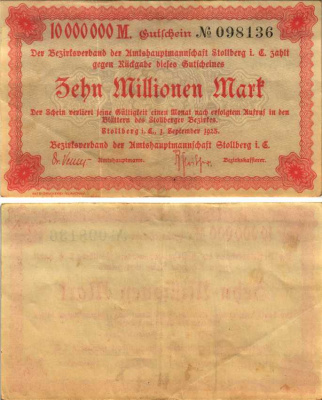 10 000 000 M. Gutschein № 098136
Der Bezirksverband der Amtshauptmannschaft Stollberg i. E. zahlt
gegen Rückgabe dieses Gutscheines
Zehn Millionen Mark
Der Schein verliert seine Gültigkeit einen Monat nach erfolgtem Aufruf in den
Blättern des Stollberger Bezirkes.
Stollberg i. E., 1. September 1923.
Bezirksverband der Amtshauptmannschaft Stollberg i. E.
Amtshauptmann. Bezirkskassierer.